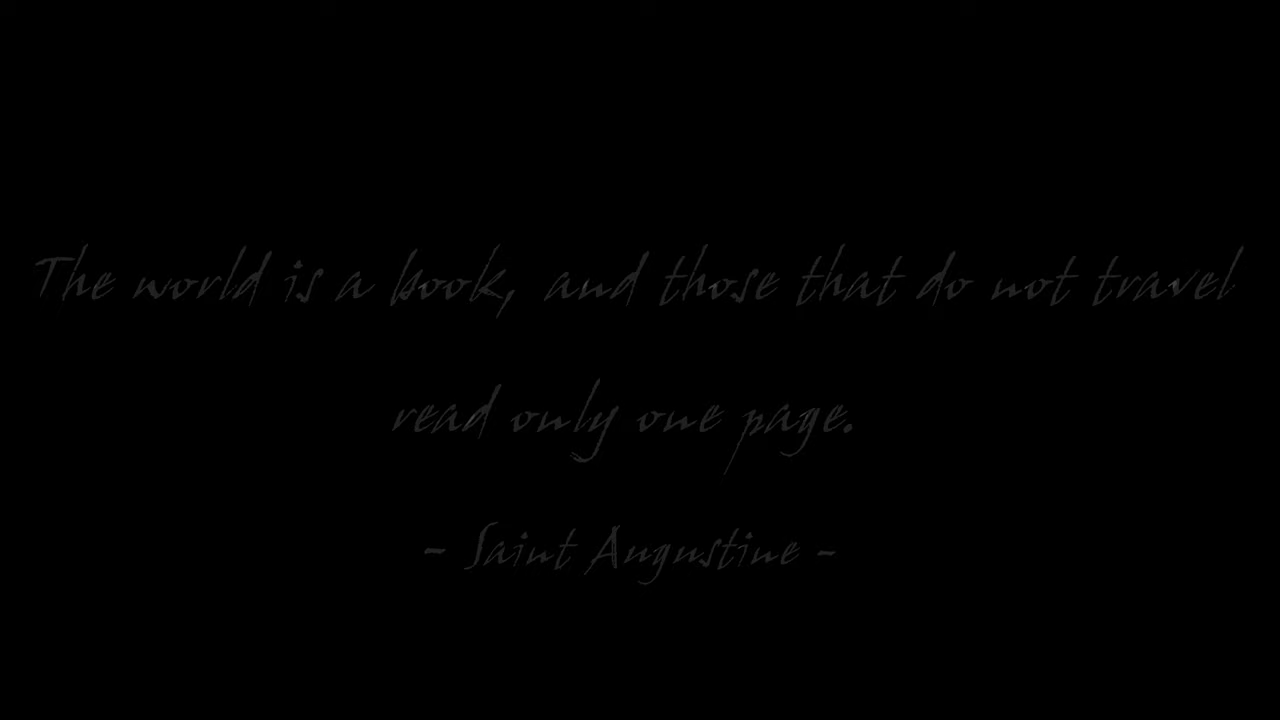 The world is a book, and those that do not travel
read only one page.
- Saint Augustine -